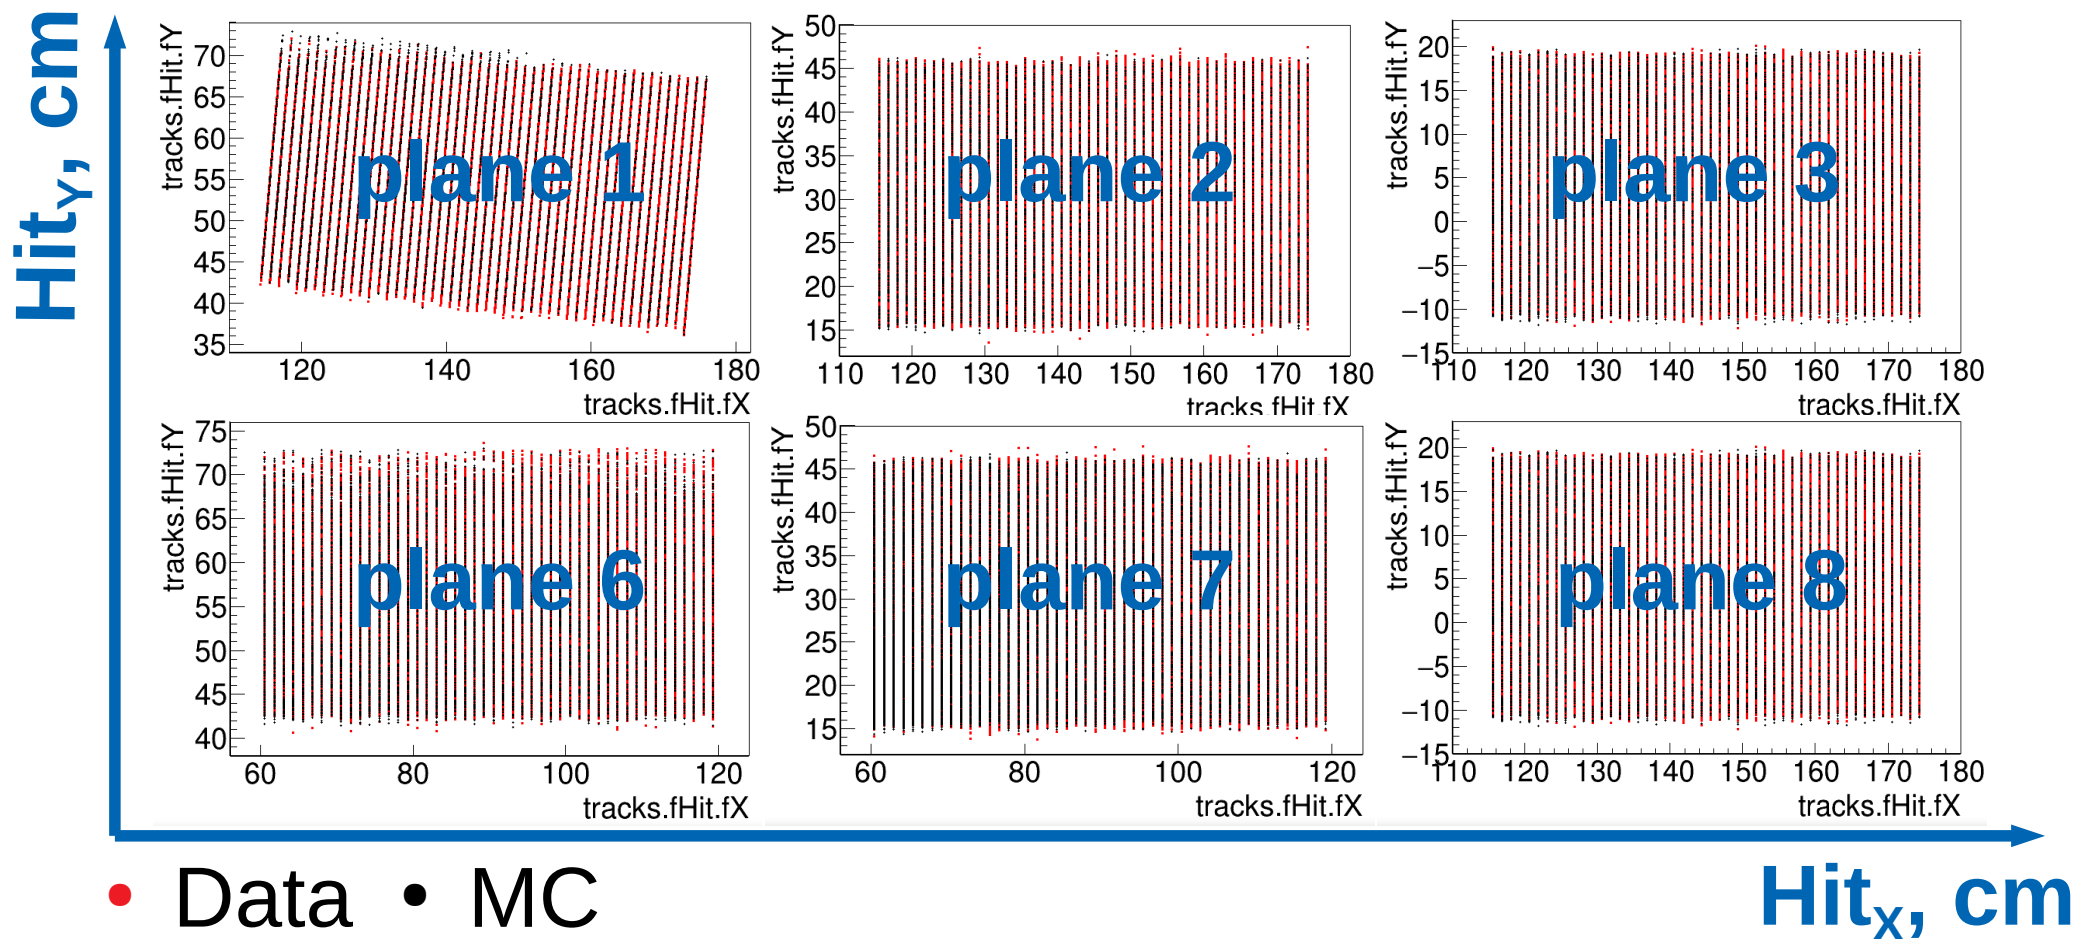 Hit_Y, cm
tracks.fHit.fY
70
65
60
55
50
45
40
35
120 140 160 180
tracks.fHit.fX
plane 1
tracks.fHit.fY
50
45
40
35
30
25
20
15
110 120 130 140 150 160 170 180
tracks.fHit.fX
plane 2
tracks.fHit.fY
20
15
10
5
0
−5
−10
−15
110 120 130 140 150 160 170 180
tracks.fHit.fX
plane 3
tracks.fHit.fY
75
70
65
60
55
50
45
40
60 80 100 120
tracks.fHit.fX
plane 6
tracks.fHit.fY
50
45
40
35
30
25
20
15
60 80 100 120
tracks.fHit.fX
plane 7
tracks.fHit.fY
20
15
10
5
0
−5
−10
−15
110 120 130 140 150 160 170 180
tracks.fHit.fX
plane 8
• Data • MC
Hit_X, cm